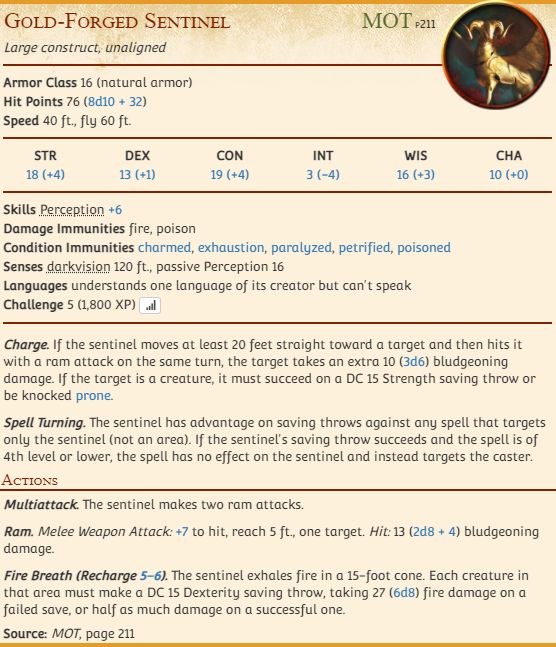 Gold-Forged Sentinel MOT P211
Large construct, unaligned
Armor Class 16 (natural armor)
Hit Points 76 (8d10 + 32)
Speed 40 ft., fly 60 ft.
STR DEX CON INT WIS CHA
18 (+4) 13 (+1) 19 (+4) 3 (−4) 16 (+3) 10 (+0)
Skills Perception +6
Damage Immunities fire, poison
Condition Immunities charmed, exhaustion, paralyzed, petrified, poisoned
Senses darkvision 120 ft., passive Perception 16
Languages understands one language of its creator but can't speak
Challenge 5 (1,800 XP)
Charge. If the sentinel moves at least 20 feet straight toward a target and then hits it
with a ram attack on the same turn, the target takes an extra 10 (3d6) bludgeoning
damage. If the target is a creature, it must succeed on a DC 15 Strength saving throw or
be knocked prone.
Spell Turning. The sentinel has advantage on saving throws against any spell that targets
only the sentinel (not an area). If the sentinel's saving throw succeeds and the spell is of
4th level or lower, the spell has no effect on the sentinel and instead targets the caster.
Actions
Multiattack. The sentinel makes two ram attacks.
Ram. Melee Weapon Attack: +7 to hit, reach 5 ft., one target. Hit: 13 (2d8 + 4) bludgeoning
damage.
Fire Breath (Recharge 5–6). The sentinel exhales fire in a 15-foot cone. Each creature in
that area must make a DC 15 Dexterity saving throw, taking 27 (6d8) fire damage on a
failed save, or half as much damage on a successful one.
Source: MOT, page 211